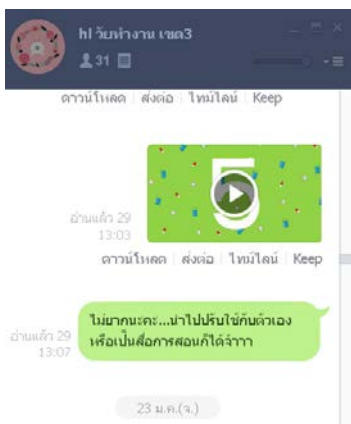 hl วัยทำงาน เขต3
31
ดาวน์โหลด ส่งต่อ ไทม์ไลน์ Keep
5
อ่านแล้ว 29
13:03
ดาวน์โหลด ส่งต่อ ไทม์ไลน์ Keep
ไม่ยากนะคะ...นำไปปรับใช้กับตัวเอง
หรือเป็นสื่อการสอนก็ได้จ้าาา
อ่านแล้ว 29
13:07
23 ม.ค.(จ.)